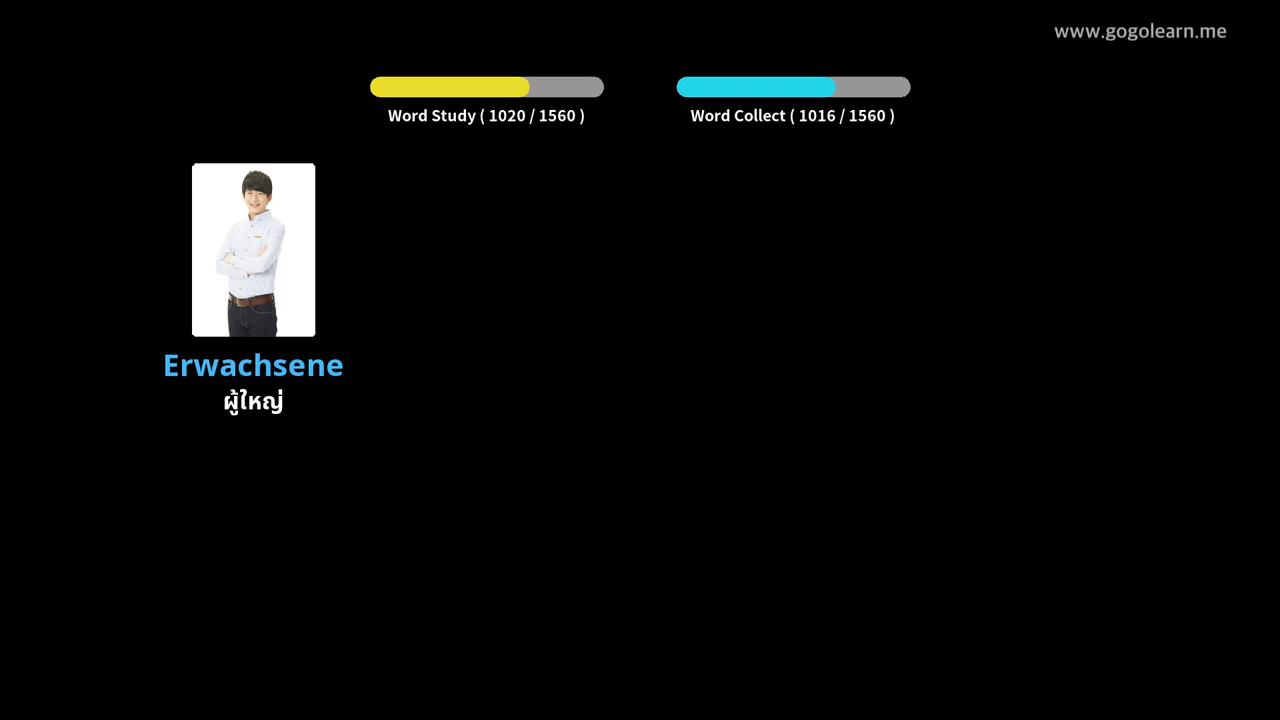 www.gogolearn.me
Word Study ( 1020 / 1560 )
Word Collect ( 1016 / 1560 )
Erwachsene
ผู้ใหญ่